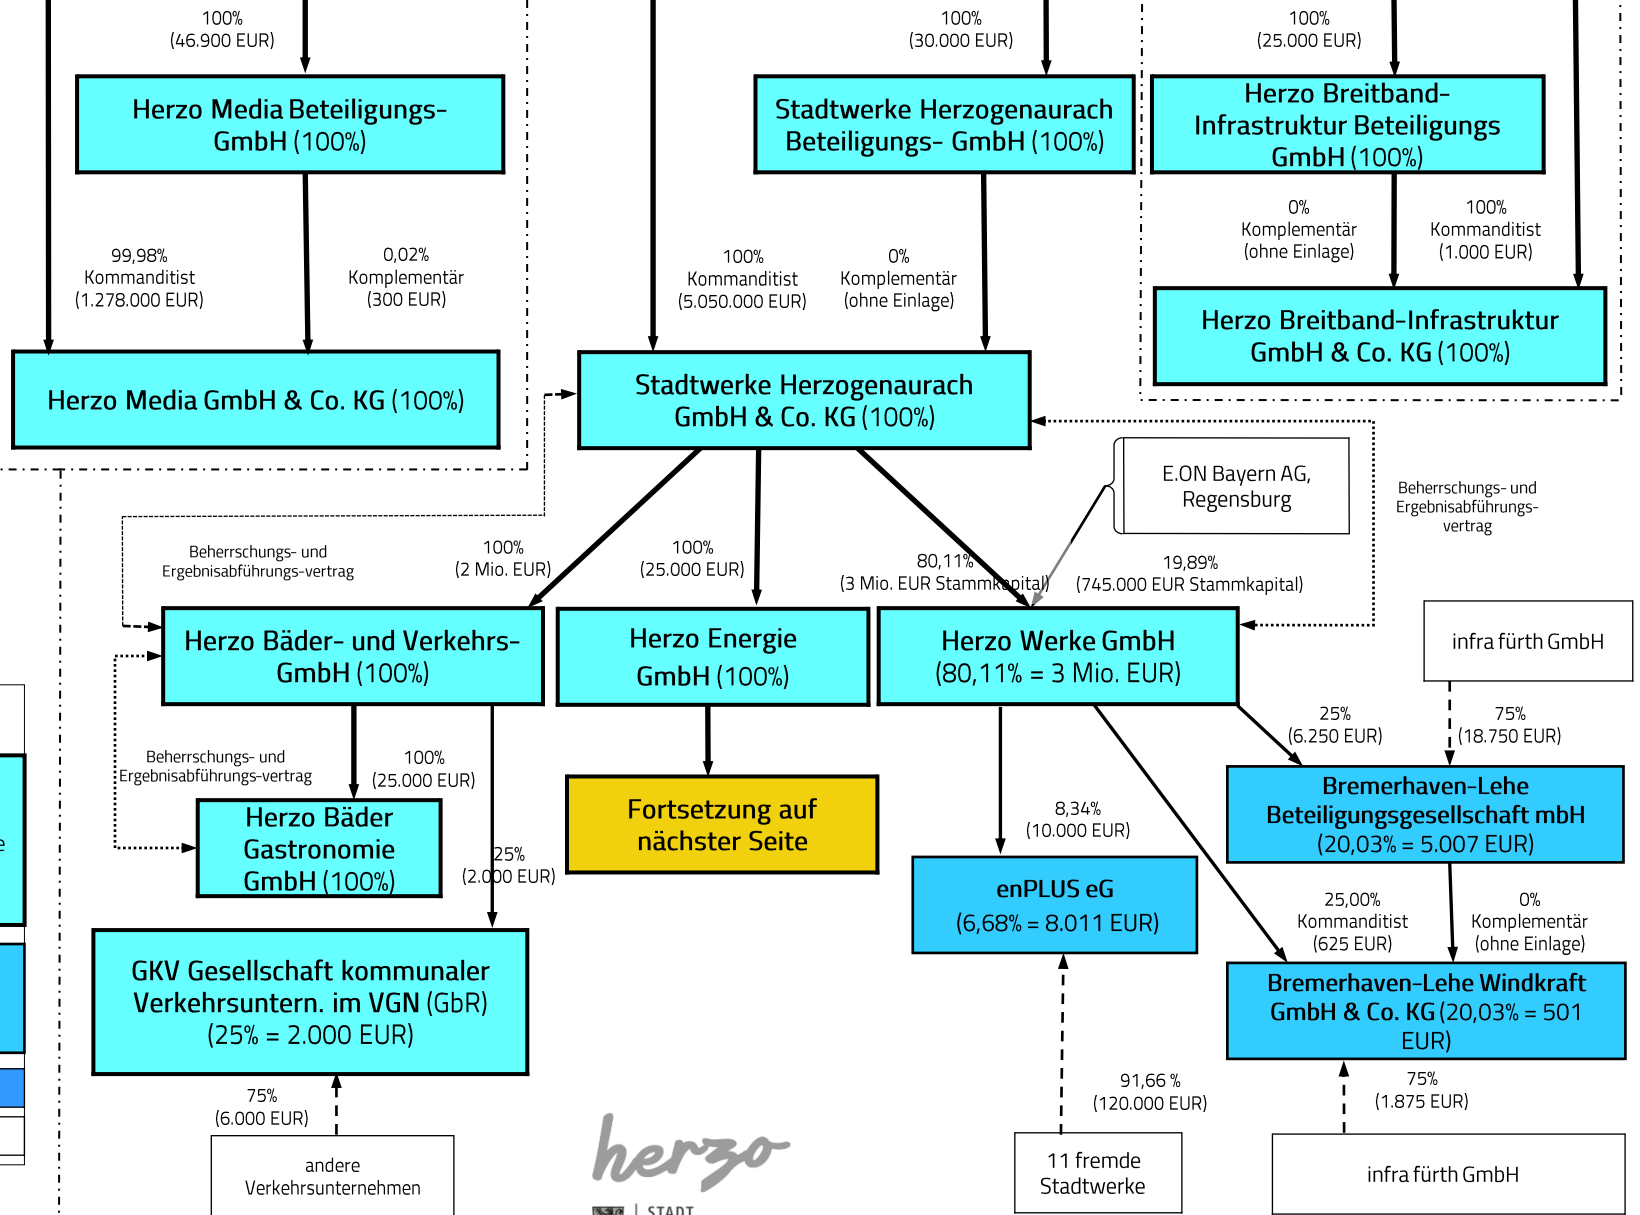 100%
(46.900 EUR)
100%
(30.000 EUR)
100%
(25.000 EUR)
Herzo Media Beteiligungs-
GmbH (100%)
Stadtwerke Herzogenaurach
Beteiligungs- GmbH (100%)
Herzo Breitband-
Infrastruktur Beteiligungs
GmbH (100%)
99,98%
Kommanditist
(1.278.000 EUR)
0,02%
Komplementär
(300 EUR)
100%
Kommanditist
(5.050.000 EUR)
0%
Komplementär
(ohne Einlage)
0%
Komplementär
(ohne Einlage)
100%
Kommanditist
(1.000 EUR)
Herzo Media GmbH & Co. KG (100%)
Stadtwerke Herzogenaurach
GmbH & Co. KG (100%)
Herzo Breitband-Infrastruktur
GmbH & Co. KG (100%)
E.ON Bayern AG,
Regensburg
Beherrschungs- und
Ergebnisabführungs-
vertrag
Beherrschungs- und
Ergebnisabführungs-vertrag
100%
(2 Mio. EUR)
100%
(25.000 EUR)
80,11%
(3 Mio. EUR Stammkapital)
19,89%
(745.000 EUR Stammkapital)
Herzo Bäder- und Verkehrs-
GmbH (100%)
Herzo Energie
GmbH (100%)
Herzo Werke GmbH
(80,11% = 3 Mio. EUR)
infra fürth GmbH
Beherrschungs- und
Ergebnisabführungs-vertrag
100%
(25.000 EUR)
25%
(6.250 EUR)
75%
(18.750 EUR)
Herzo Bäder
Gastronomie
GmbH (100%)
25%
(2.000 EUR)
Fortsetzung auf
nächster Seite
8,34%
(10.000 EUR)
Bremerhaven-Lehe
Beteiligungsgesellschaft mbH
(20,03% = 5.007 EUR)
e
enPLUS eG
(6,68% = 8.011 EUR)
25,00%
Kommanditist
(625 EUR)
0%
Komplementär
(ohne Einlage)
GKV Gesellschaft kommunaler
Verkehrsuntern. im VGN (GbR)
(25% = 2.000 EUR)
Bremerhaven-Lehe Windkraft
GmbH & Co. KG (20,03% = 501
EUR)
75%
(6.000 EUR)
91,66 %
(120.000 EUR)
75%
(1.875 EUR)
andere
Verkehrsunternehmen
herzo
STADT
11 fremde
Stadtwerke
infra fürth GmbH